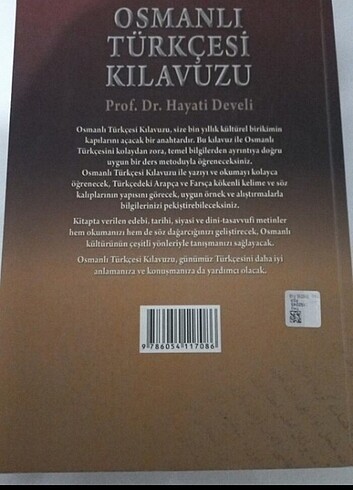 OSMANLI
TÜRKÇESİ
KILAVUZU
Prof. Dr. Hayati Develi
Osmanlı Türkçesi Kılavuzu, size bin yıllık kültürel birikimin
kapılarını açacak bir anahtardır. Bu kılavuz ile Osmanlı
Türkçesini kolaydan zora, temel bilgilerden ayrıntıya doğru
uygun bir ders metoduyla öğreneceksiniz.
Osmanlı Türkçesi Kılavuzu ile yazıyı ve okumayı kolayca
öğrenecek, Türkçedeki Arapça ve Farsça kökenli kelime ve söz
kalıplarının yapısını görecek, uygun örnek ve alıştırmalarla
bilgilerinizi pekiştirebileceksiniz.
Kitapta verilen edebî, tarihî, siyasi ve dinî-tasavvufi metinler
hem okumanızı hem de söz dağarcığınızı geliştirecek, Osmanlı
kültürünün çeşitli yönleriyle tanışmanızı sağlayacak.
Osmanlı Türkçesi Kılavuzu, günümüz Türkçesini daha iyi
anlamanıza ve konuşmanıza da yardımcı olacak.
9 786054 117086